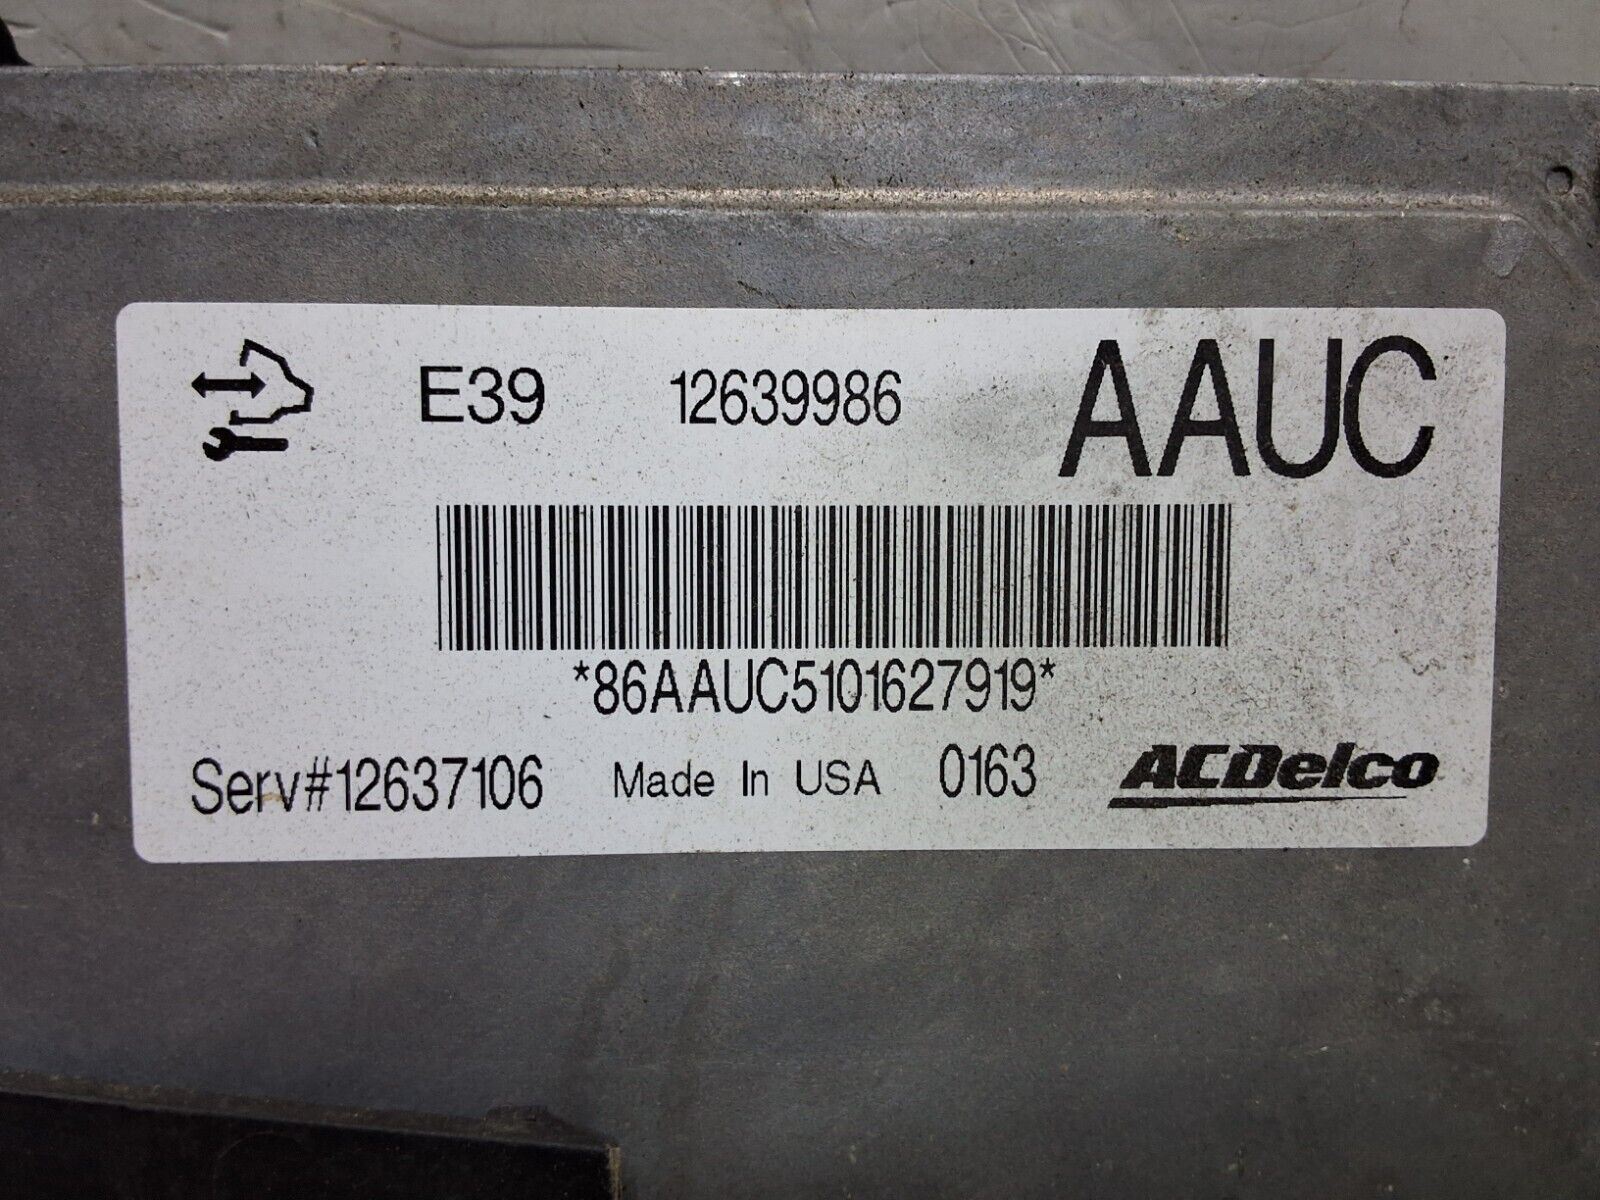 E39 12639986 AAUC
*86AAUC5101627919*
Serv#12637106 Made In USA 0163 ACDelco